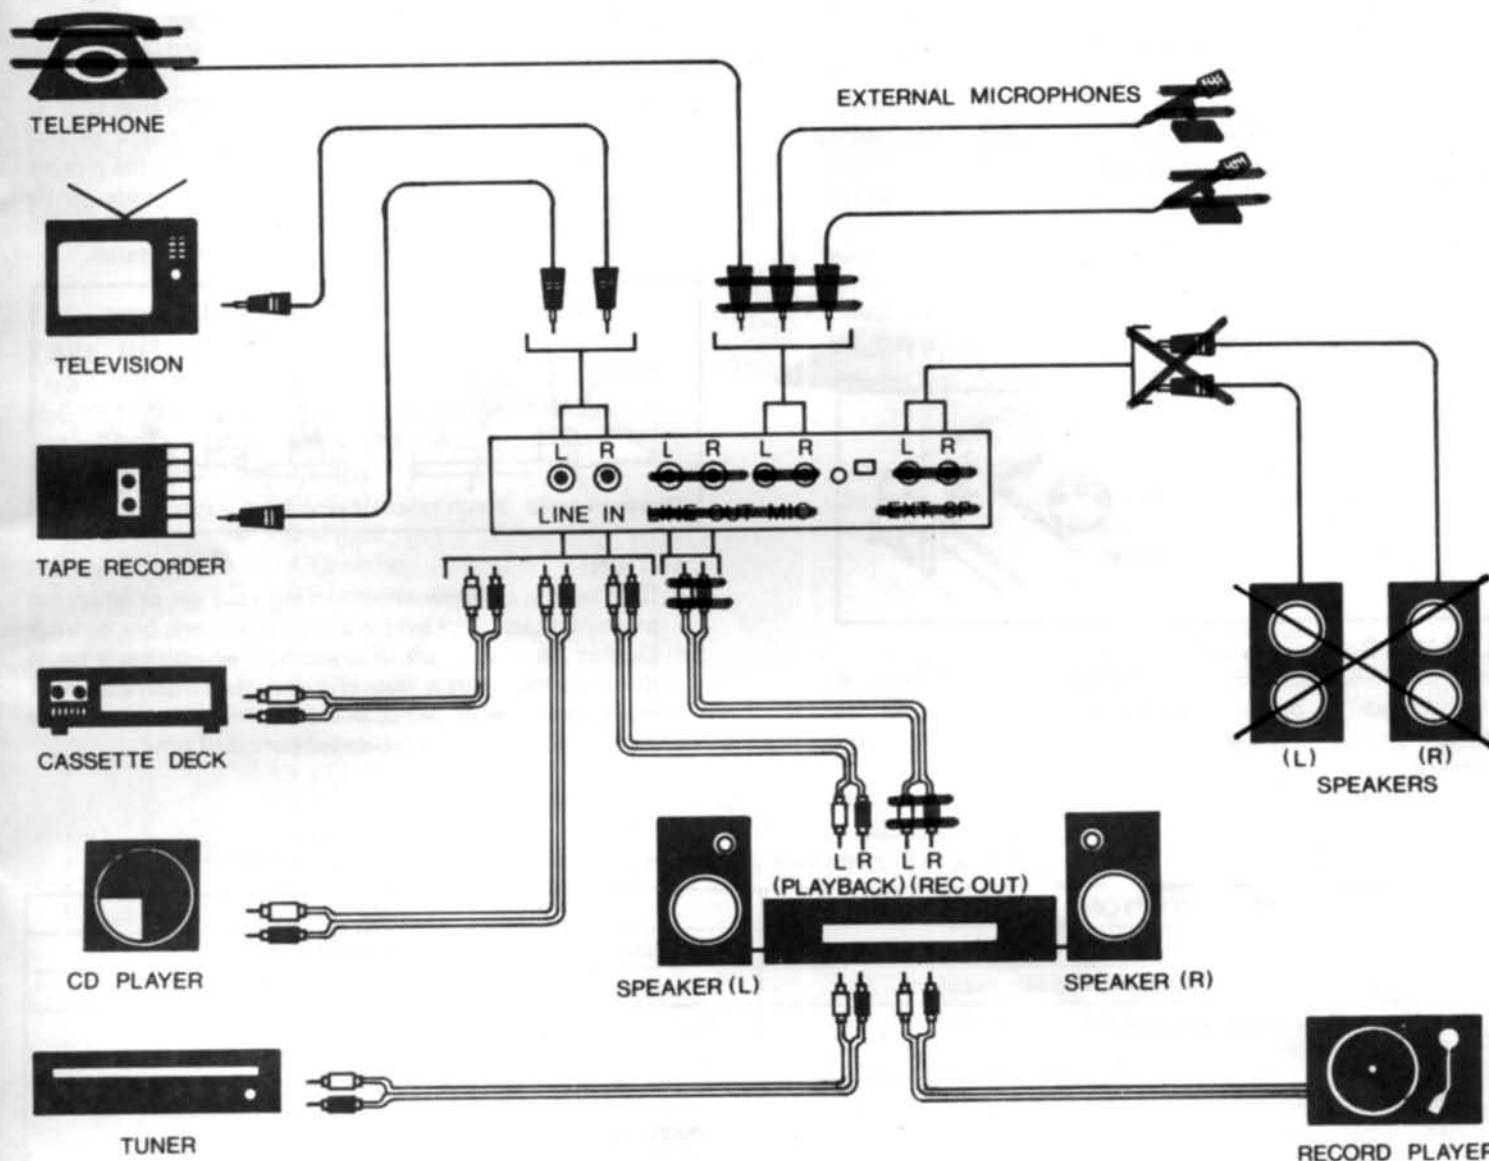 EXTERNAL MICROPHONES
TELEPHONE
TELEVISION
L R L R L R L R
LINE IN LINE OUT MIC EXT SP
TAPE RECORDER
CASSETTE DECK
(L) (R)
SPEAKERS
L R L R
(PLAYBACK) (REC OUT)
CD PLAYER
SPEAKER (L)
SPEAKER (R)
TUNER
RECORD PLAYER